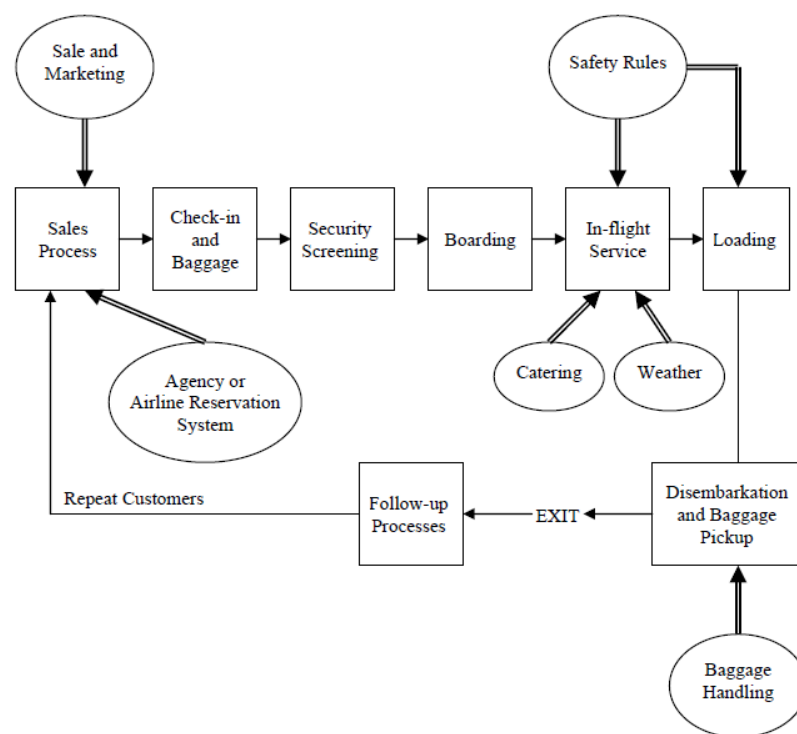 Sale and
Marketing
Safety Rules
Sales
Process
Check-in
and
Baggage
Security
Screening
Boarding
In-flight
Service
Loading
Agency or
Airline Reservation
System
Catering
Weather
Repeat Customers
Follow-up
Processes
EXIT
Disembarkation
and Baggage
Pickup
Baggage
Handling